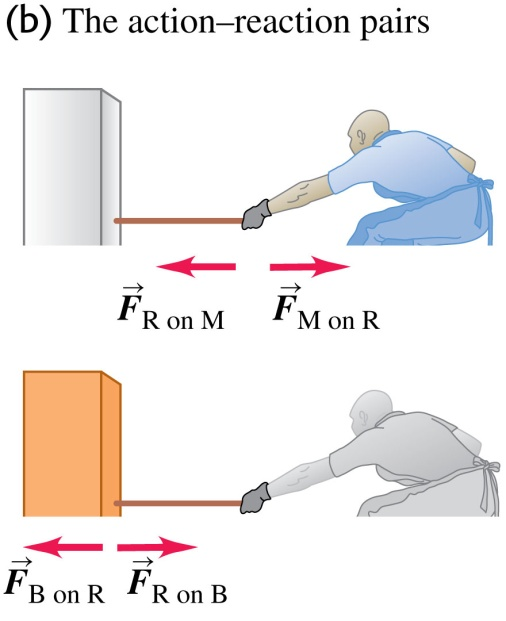 (b) The action–reaction pairs
F⃗ R on M F⃗ M on R
F⃗ B on R F⃗ R on B